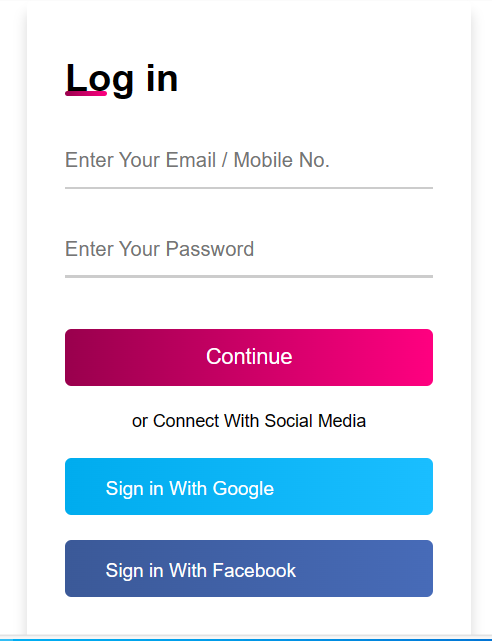 Log in
Enter Your Email / Mobile No.
Enter Your Password
Continue
or Connect With Social Media
Sign in With Google
Sign in With Facebook